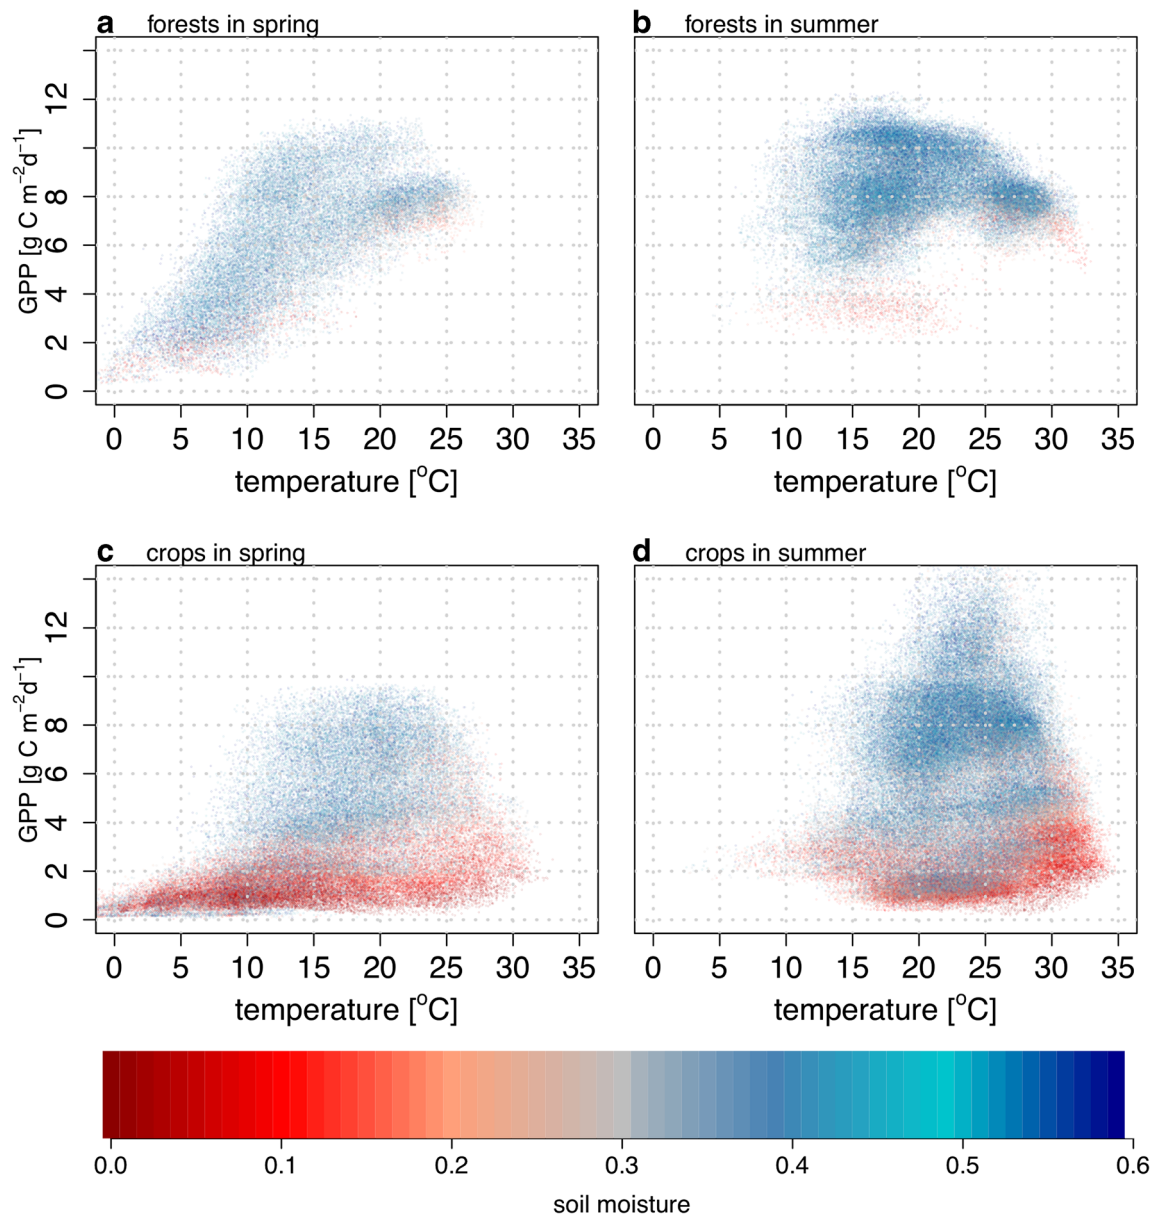 a forests in spring
b forests in summer
GPP [g C m⁻²d⁻¹]
12
8
6
4
2
0
0 5 10 15 20 25 30 35
0 5 10 15 20 25 30 35
temperature [°C]
temperature [°C]
c crops in spring
d crops in summer
GPP [g C m⁻²d⁻¹]
12
8
6
4
2
0
0 5 10 15 20 25 30 35
0 5 10 15 20 25 30 35
temperature [°C]
temperature [°C]
0.0 0.1 0.2 0.3 0.4 0.5 0.6
soil moisture